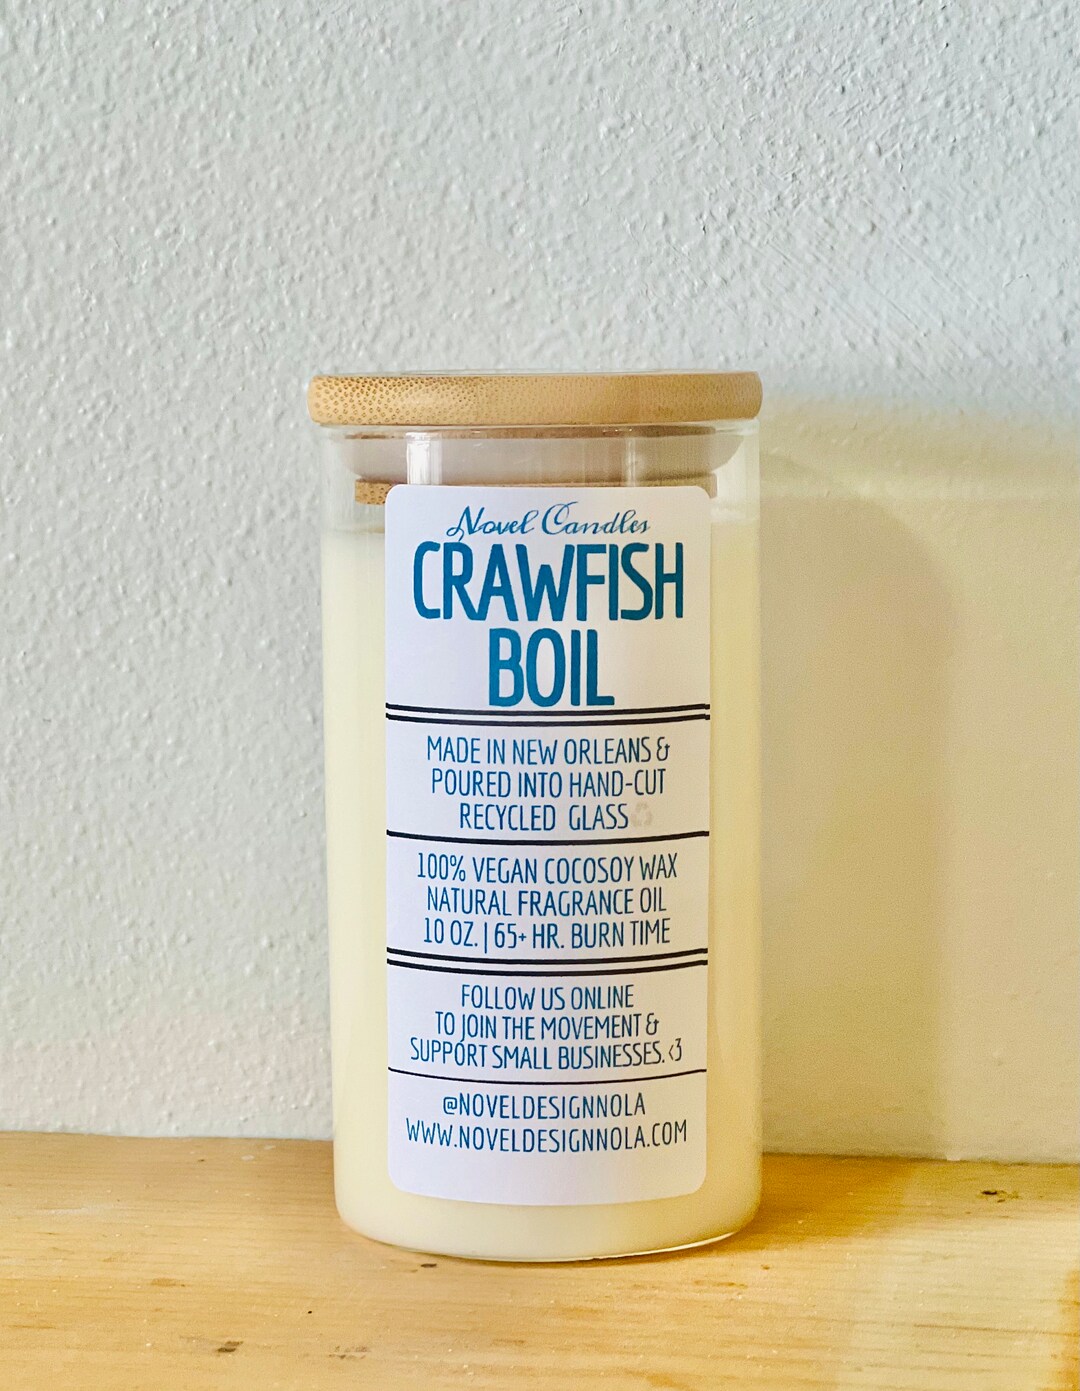 Novel Candles
CRAWFISH
BOIL
MADE IN NEW ORLEANS &
POURED INTO HAND-CUT
RECYCLED GLASS♻
100% VEGAN COCOSOY WAX
NATURAL FRAGRANCE OIL
10 OZ. | 65+ HR. BURN TIME
FOLLOW US ONLINE
TO JOIN THE MOVEMENT &
SUPPORT SMALL BUSINESSES. <3
@NOVELDESIGNNOLA
WWW.NOVELDESIGNNOLA.COM